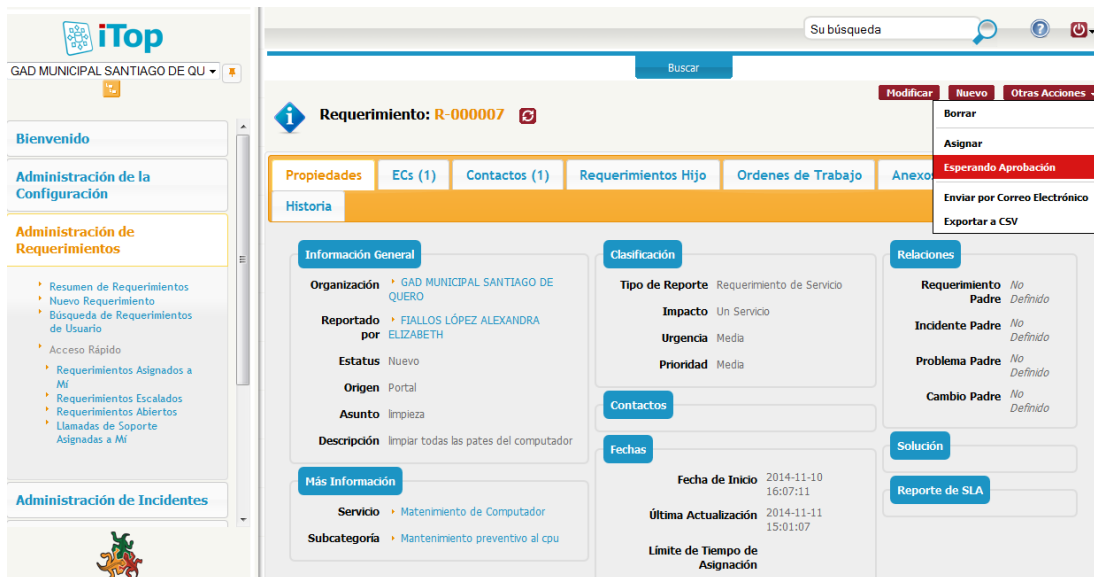 iTop
GAD MUNICIPAL SANTIAGO DE QU
Bienvenido
Administración de la
Configuración
Administración de
Requerimientos
Resumen de Requerimientos
Nuevo Requerimiento
Búsqueda de Requerimientos
de Usuario
Acceso Rápido
Requerimientos Asignados a
Mí
Requerimientos Escalados
Requerimientos Abiertos
Llamadas de Soporte
Asignadas a Mí
Administración de Incidentes
Su búsqueda
Buscar
Modificar Nuevo Otras Acciones
Requerimiento: R-000007
Borrar
Asignar
Esperando Aprobación
Enviar por Correo Electrónico
Exportar a CSV
Propiedades ECs (1) Contactos (1) Requerimientos Hijo Ordenes de Trabajo Anexos
Historia
Información General
Organización GAD MUNICIPAL SANTIAGO DE
QUERO
Reportado FIALLOS LÓPEZ ALEXANDRA
por ELIZABETH
Estatus Nuevo
Origen Portal
Asunto limpieza
Descripción limpiar todas las pates del computador
Más Información
Servicio Matenimiento de Computador
Subcategoría Mantenimiento preventivo al cpu
Clasificación
Tipo de Reporte Requerimiento de Servicio
Impacto Un Servicio
Urgencia Media
Prioridad Media
Contactos
Fechas
Fecha de Inicio 2014-11-10
16:07:11
Última Actualización 2014-11-11
15:01:07
Límite de Tiempo de
Asignación
Relaciones
Requerimiento No
Padre Definido
Incidente Padre No
Definido
Problema Padre No
Definido
Cambio Padre No
Definido
Solución
Reporte de SLA